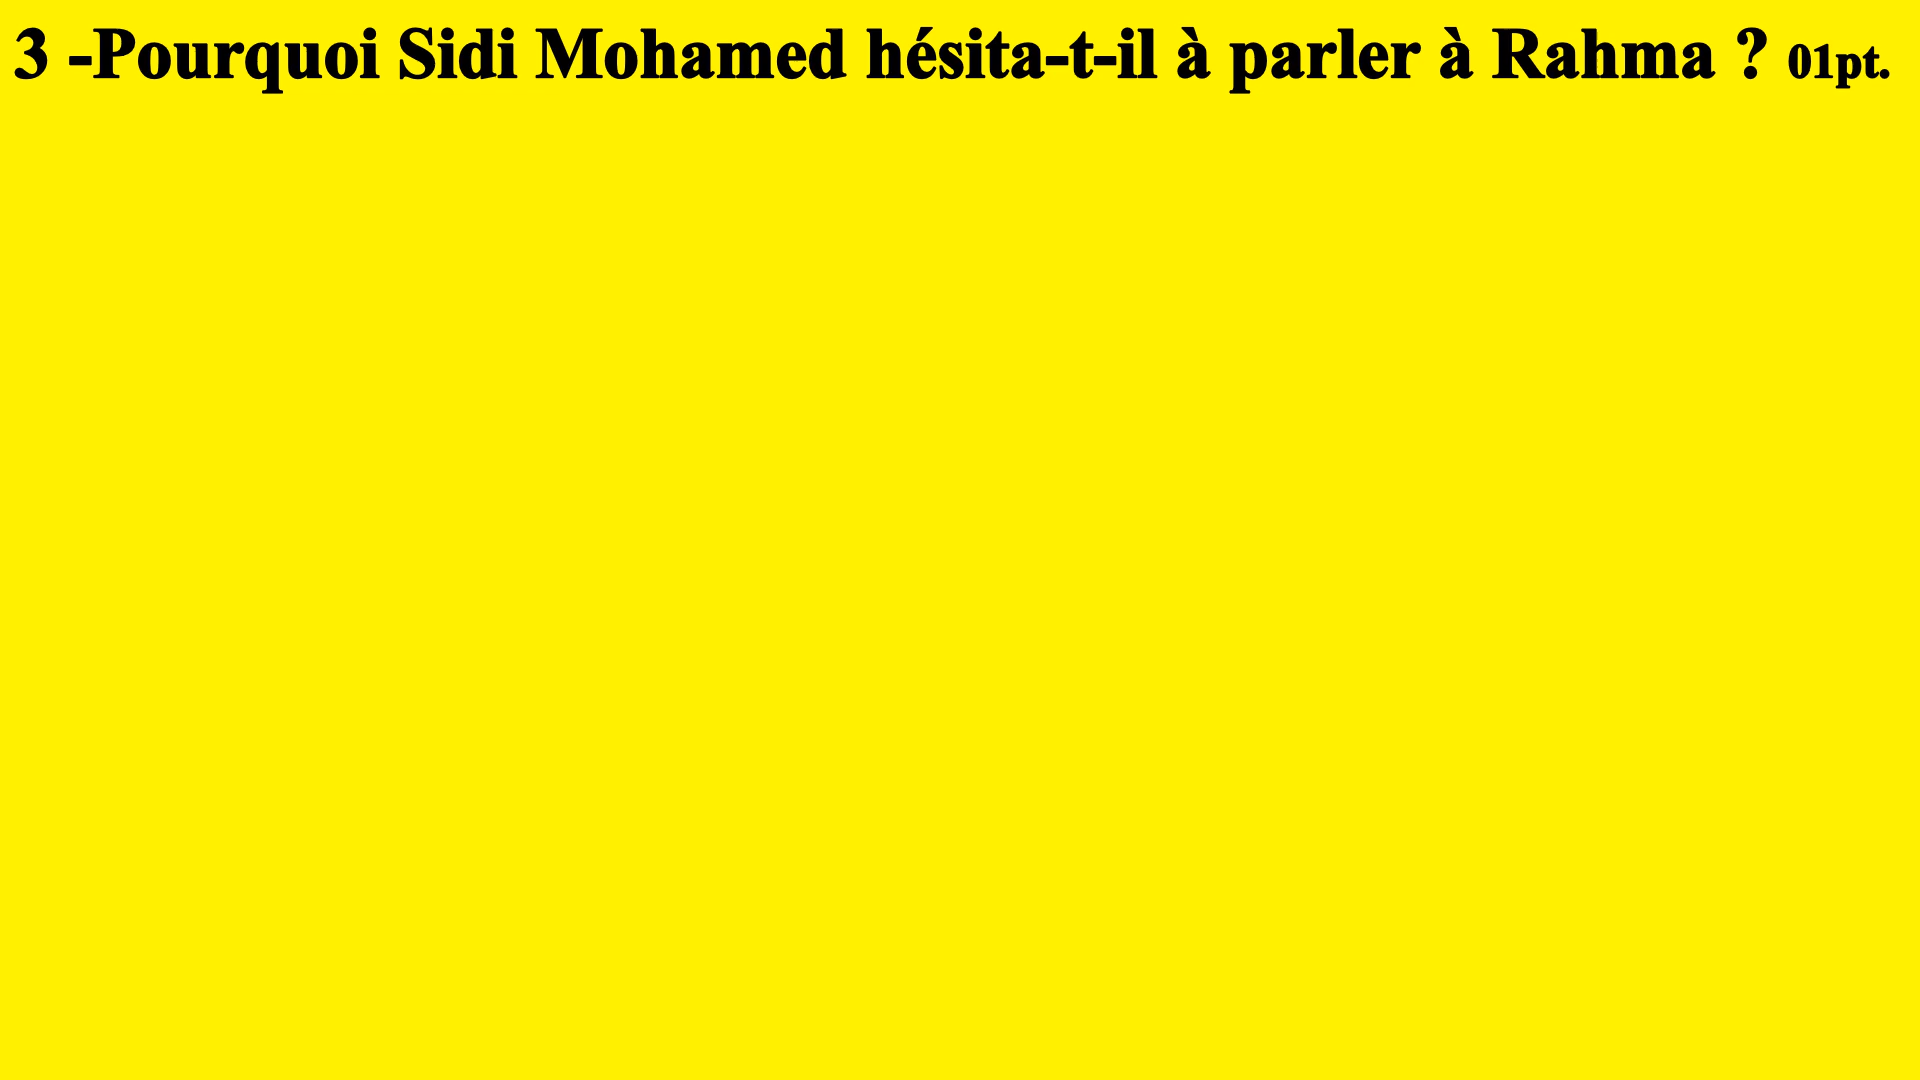 3 -Pourquoi Sidi Mohamed hésita-t-il à parler à Rahma ? 01pt.